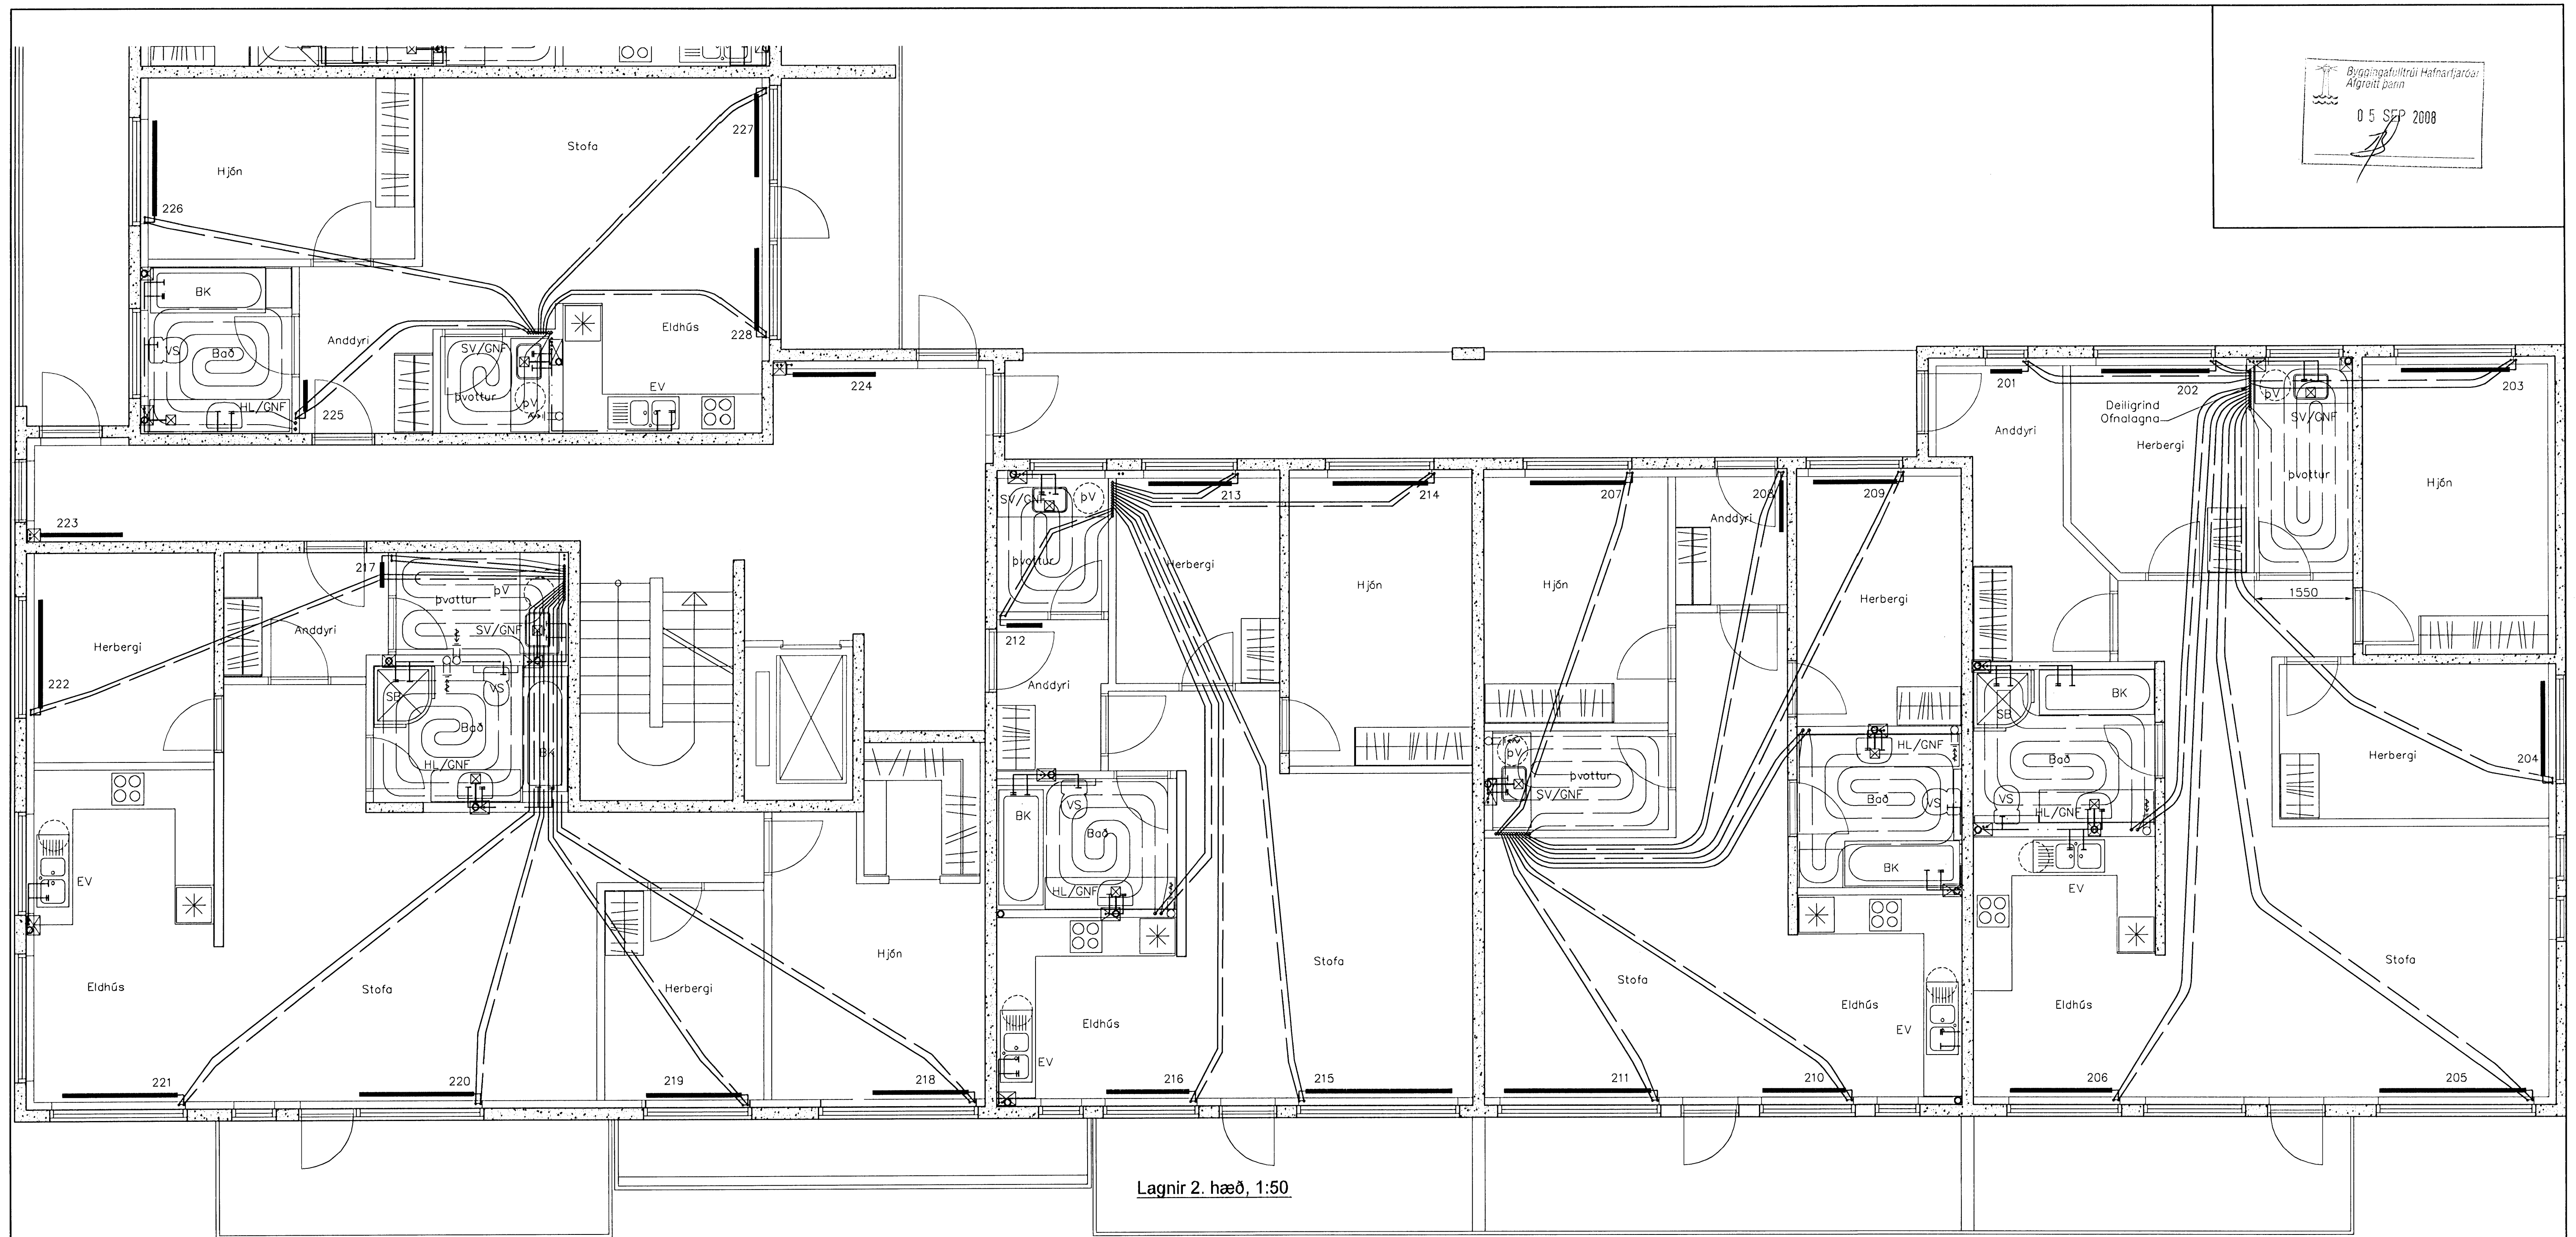 Byggingafulltrúi Hafnarfjarðar
Afgreitt þann
05 SEP 2008
Hjón
Stofa
227
226
BK
Anddyri
VS
Bað
HL/GNF
225
SV/GNF
þvottur
þV
Eldhús
228
EV
224
223
201
202
203
Deiligrind
Ofnalagna
Anddyri
Herbergi
þV
SV/GNF
þvottur
Hjón
1550
SV/GNF
þV
213
214
207
208
209
þvottur
Herbergi
Hjón
Hjón
Anddyri
Herbergi
212
Anddyri
217
þvottur
þV
SV/GNF
Herbergi
Anddyri
222
SB
VS
Bað
HL/GNF
BK
EV
Eldhús
Stofa
Herbergi
Hjón
221
220
219
218
BK
VS
Bað
HL/GNF
Stofa
Eldhús
EV
216
215
þV
þvottur
SV/GNF
HL/GNF
Bað
VS
BK
Stofa
Eldhús
EV
211
210
BK
SB
Bað
VS
HL/GNF
EV
Herbergi
204
Stofa
Eldhús
206
205
Lagnir 2. hæð, 1:50